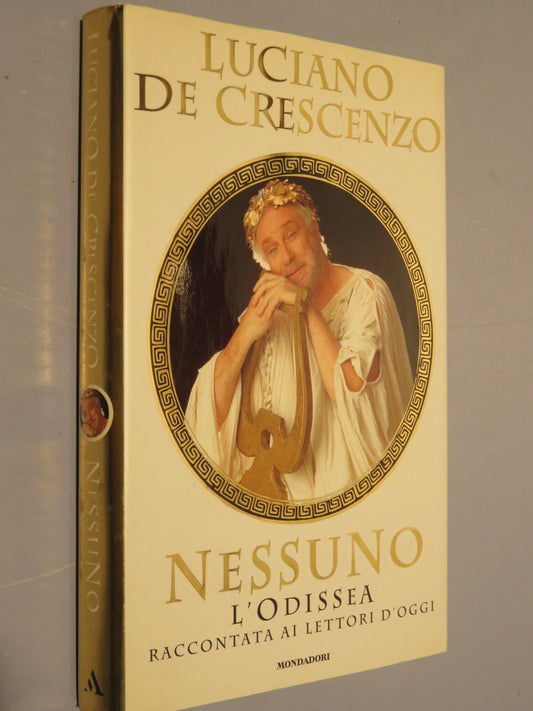 LUCIANO
DE CRESCENZO
NESSUNO
L'ODISSEA
RACCONTATA AI LETTORI D'OGGI
MONDADORI
LUCIANO DE CRESCENZO
NESSUNO